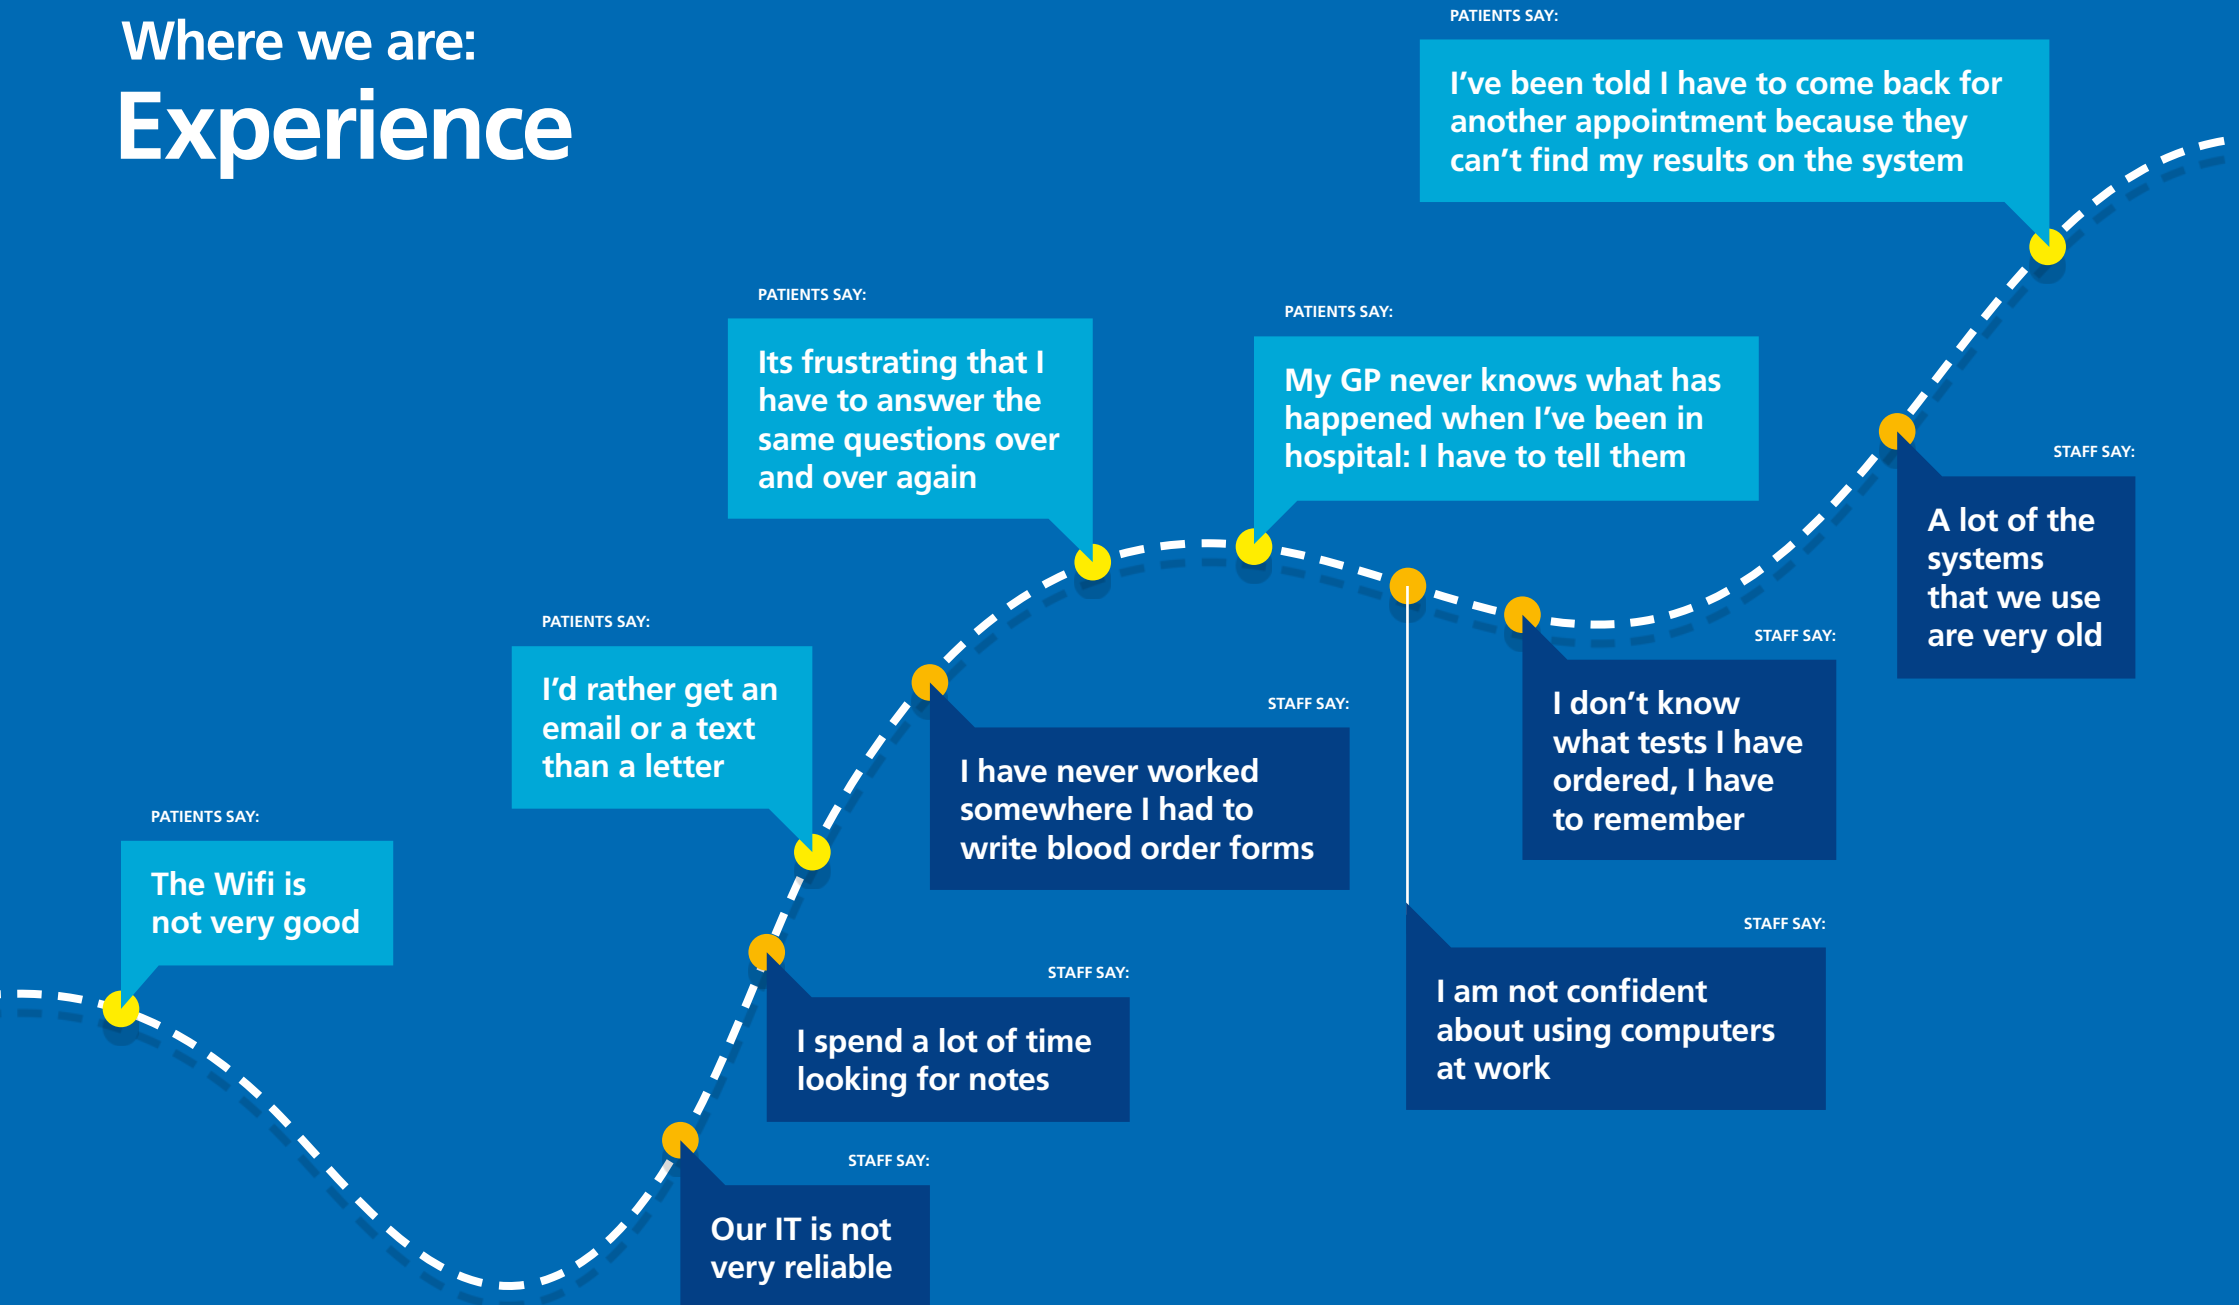 Where we are:
Experience
PATIENTS SAY:
I've been told I have to come back for
another appointment because they
can't find my results on the system
PATIENTS SAY:
Its frustrating that I
have to answer the
same questions over
and over again
PATIENTS SAY:
My GP never knows what has
happened when I've been in
hospital: I have to tell them
STAFF SAY:
A lot of the
systems
that we use
are very old
PATIENTS SAY:
I'd rather get an
email or a text
than a letter
STAFF SAY:
I don't know
what tests I have
ordered, I have
to remember
STAFF SAY:
I have never worked
somewhere I had to
write blood order forms
PATIENTS SAY:
The Wifi is
not very good
STAFF SAY:
I am not confident
about using computers
at work
STAFF SAY:
I spend a lot of time
looking for notes
STAFF SAY:
Our IT is not
very reliable